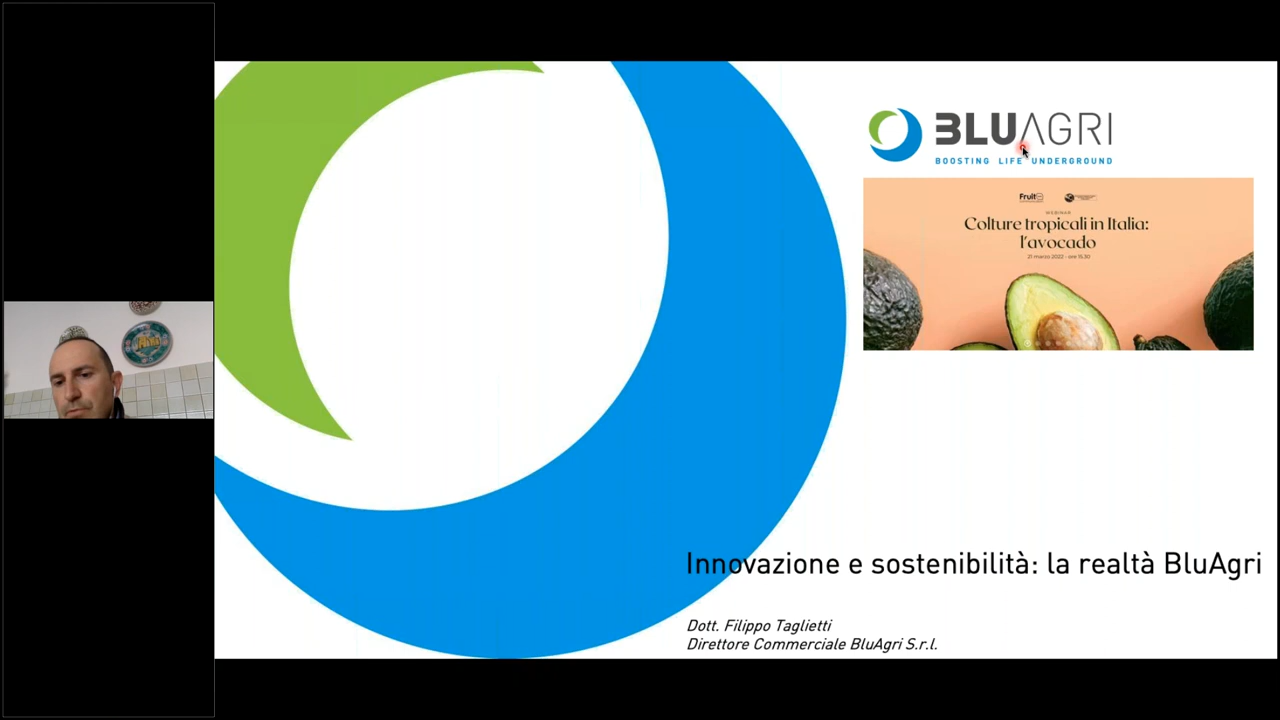 BLUAGRI
BOOSTING LIFE UNDERGROUND
Fruit
WEBINAR
Colture tropicali in Italia:
l'avocado
21 marzo 2022 - ore 15.30
Innovazione e sostenibilità: la realtà BluAgri
Dott. Filippo Taglietti
Direttore Commerciale BluAgri S.r.l.